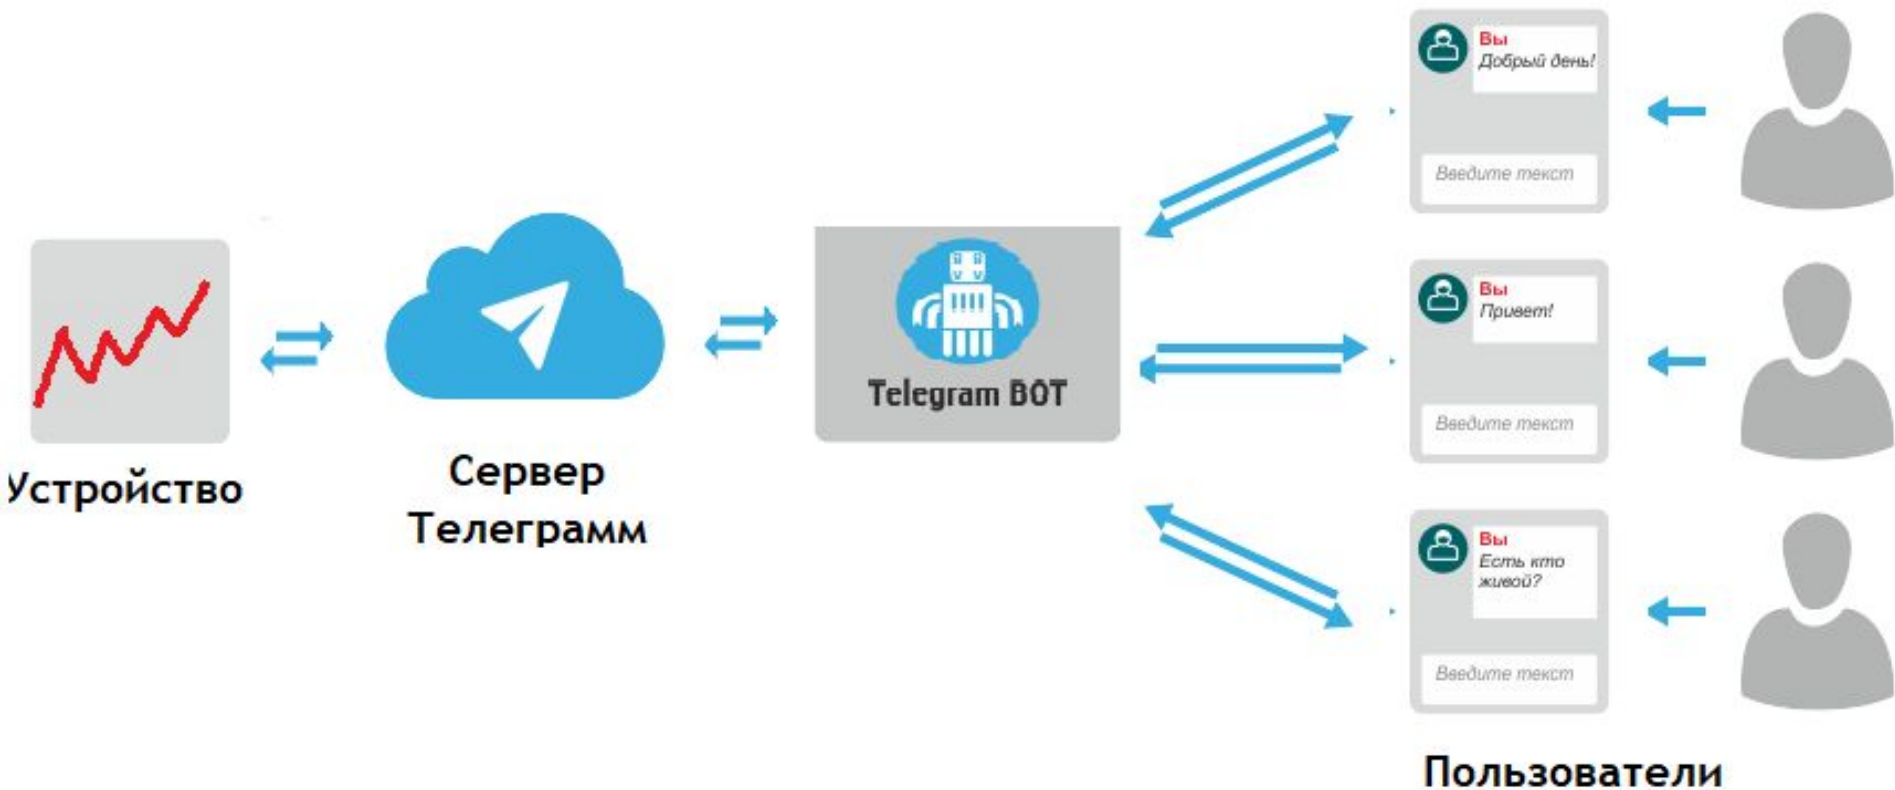 Вы
Добрый день!
Введите текст
Вы
Привет!
Введите текст
Telegram BOT
Устройство
Сервер
Телеграмм
Вы
Есть кто
живой?
Введите текст
Пользователи